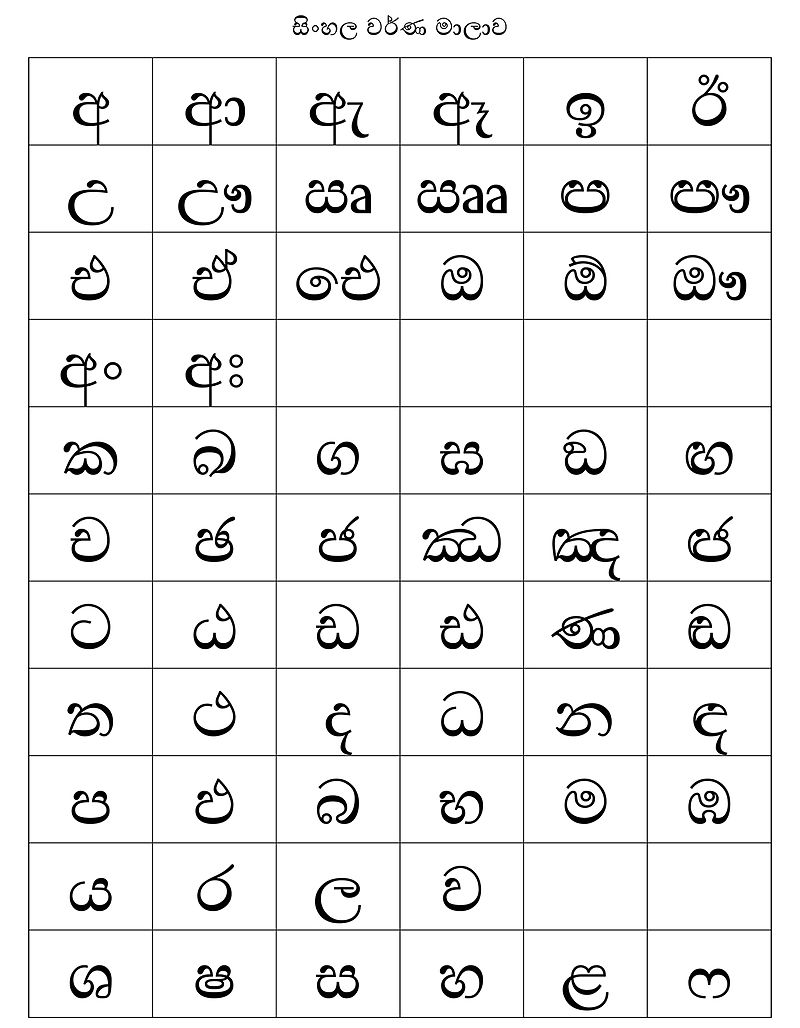 සිංහල වර්ණ මාලාව
අ ආ ඇ ඈ ඉ ඊ
උ ඌ ඍ ඎ ඏ ඐ
එ ඒ ඓ ඔ ඕ ඖ
අං අඃ
ක ඛ ග ඝ ඞ ඟ
ච ඡ ජ ඣ ඤ ඦ
ට ඨ ඩ ඪ ණ ඬ
ත ථ ද ධ න ඳ
ප ඵ බ භ ම ඹ
ය ර ල ව
ශ ෂ ස හ ළ ෆ